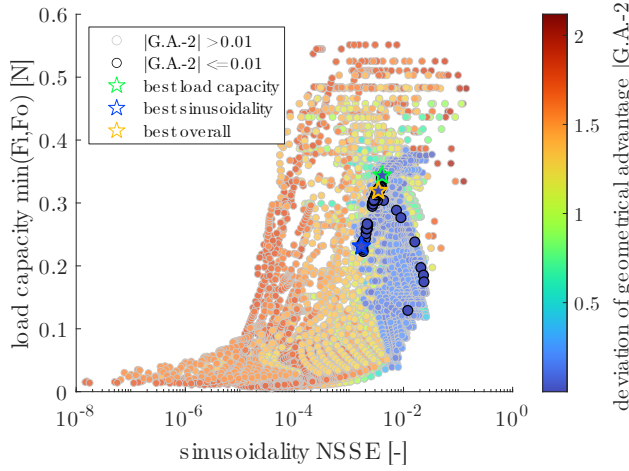 0.6
0.5
0.4
0.3
0.2
0.1
0
load capacity min(Fi,Fo) [N]
|G.A.-2| >0.01
|G.A.-2| <=0.01
best load capacity
best sinusoidality
best overall
10^-8
10^-6
10^-4
10^-2
10^0
sinusoidality NSSE [-]
2
1.5
1
0.5
deviation of geometrical advantage |G.A.-2